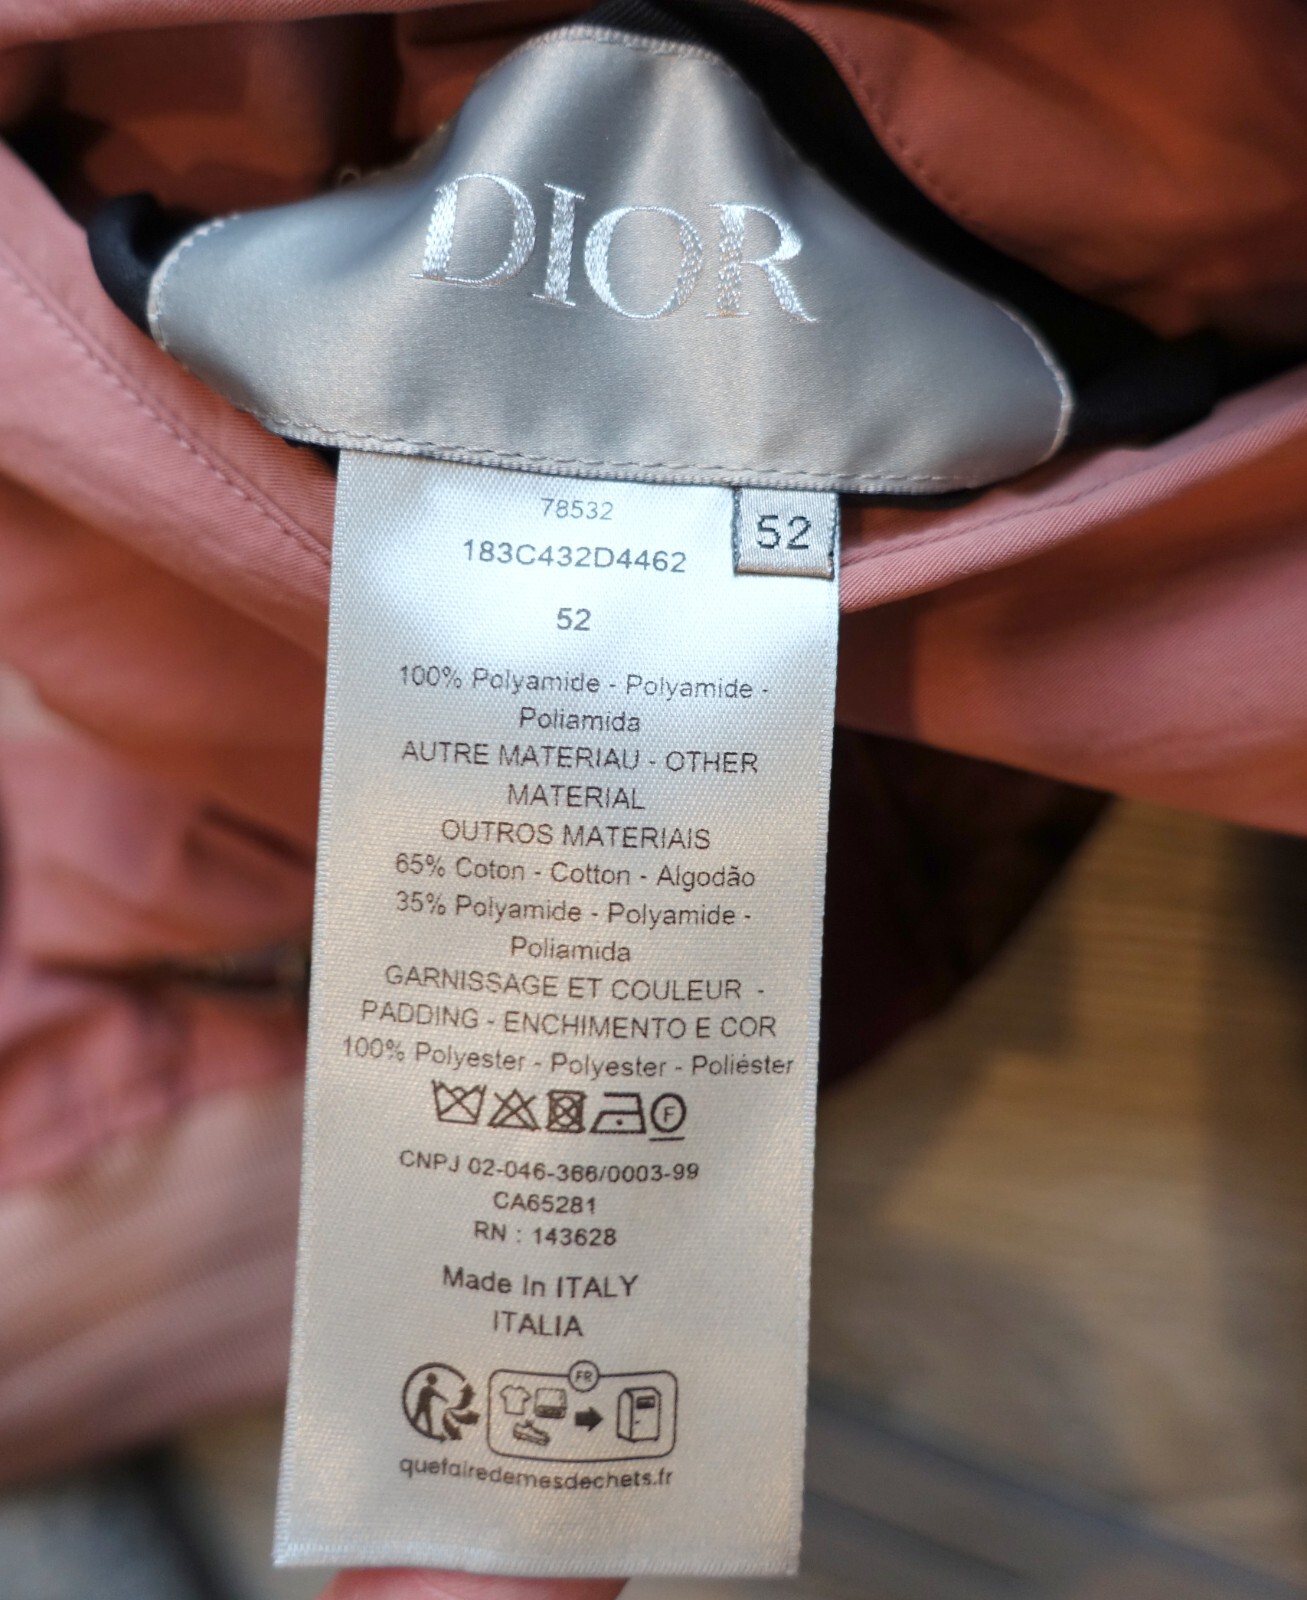 DIOR
52
78532
183C432D4462
52
100% Polyamide - Polyamide -
Poliamida
AUTRE MATERIAU - OTHER
MATERIAL
OUTROS MATERIAIS
65% Coton - Cotton - Algodão
35% Polyamide - Polyamide -
Poliamida
GARNISSAGE ET COULEUR -
PADDING - ENCHIMENTO E COR
100% Polyester - Polyester - Poliéster
F
CNPJ 02-046-366/0003-99
CA65281
RN : 143628
Made In ITALY
ITALIA
FR
quefairedemesdechets.fr